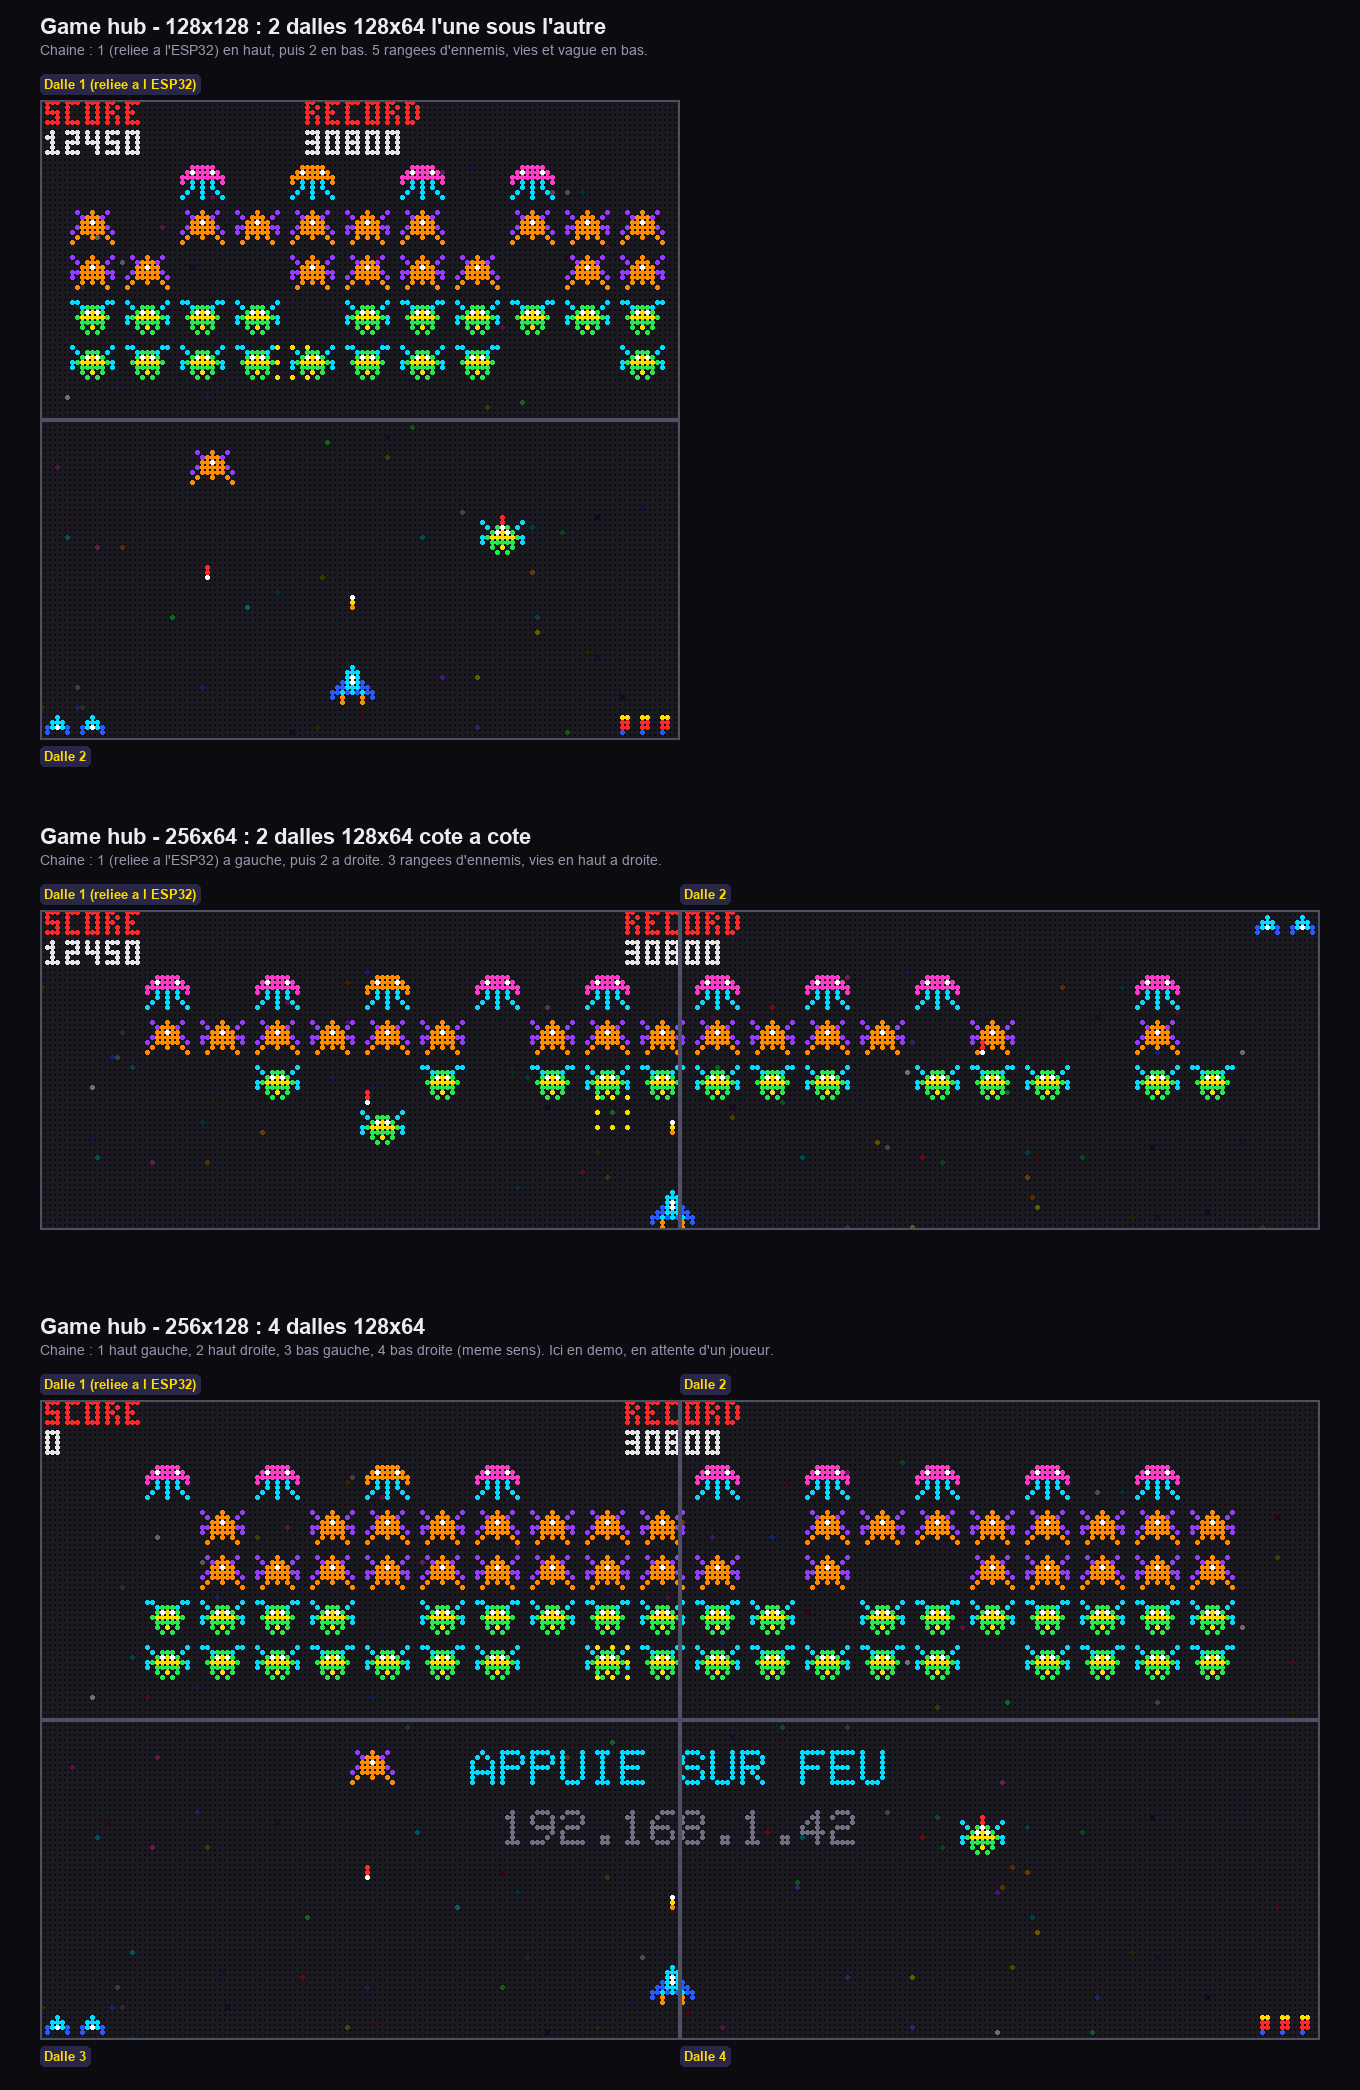 Game hub - 128x128 : 2 dalles 128x64 l'une sous l'autre
Chaine : 1 (reliee a l'ESP32) en haut, puis 2 en bas. 5 rangees d'ennemis, vies et vague en bas.
Dalle 1 (reliee a l ESP32)
SCORE RECORD
12450 30800
Dalle 2
Game hub - 256x64 : 2 dalles 128x64 cote a cote
Chaine : 1 (reliee a l'ESP32) a gauche, puis 2 a droite. 3 rangees d'ennemis, vies en haut a droite.
Dalle 1 (reliee a l ESP32) Dalle 2
SCORE RECORD
12450 30800
Game hub - 256x128 : 4 dalles 128x64
Chaine : 1 haut gauche, 2 haut droite, 3 bas gauche, 4 bas droite (meme sens). Ici en demo, en attente d'un joueur.
Dalle 1 (reliee a l ESP32) Dalle 2
SCORE RECORD
0 30800
APPUIE SUR FEU
192.168.1.42
Dalle 3 Dalle 4